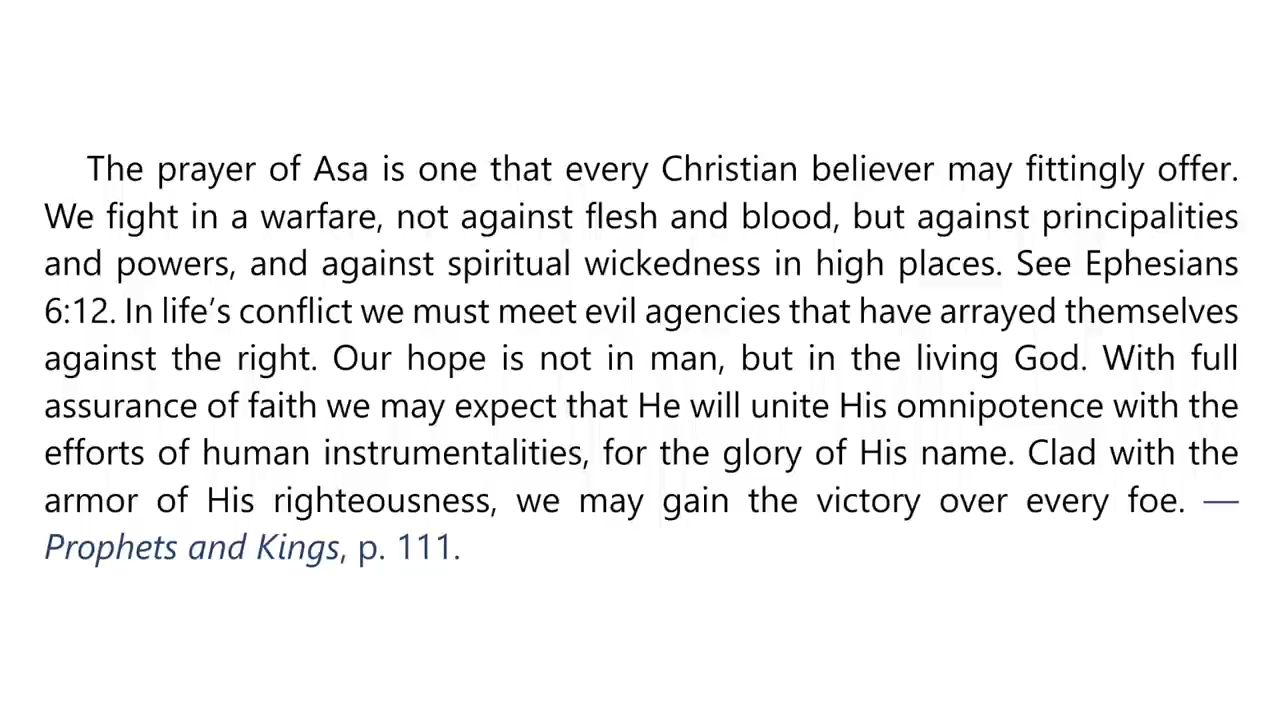 The prayer of Asa is one that every Christian believer may fittingly offer.
We fight in a warfare, not against flesh and blood, but against principalities
and powers, and against spiritual wickedness in high places. See Ephesians
6:12. In life’s conflict we must meet evil agencies that have arrayed themselves
against the right. Our hope is not in man, but in the living God. With full
assurance of faith we may expect that He will unite His omnipotence with the
efforts of human instrumentalities, for the glory of His name. Clad with the
armor of His righteousness, we may gain the victory over every foe. —
Prophets and Kings, p. 111.